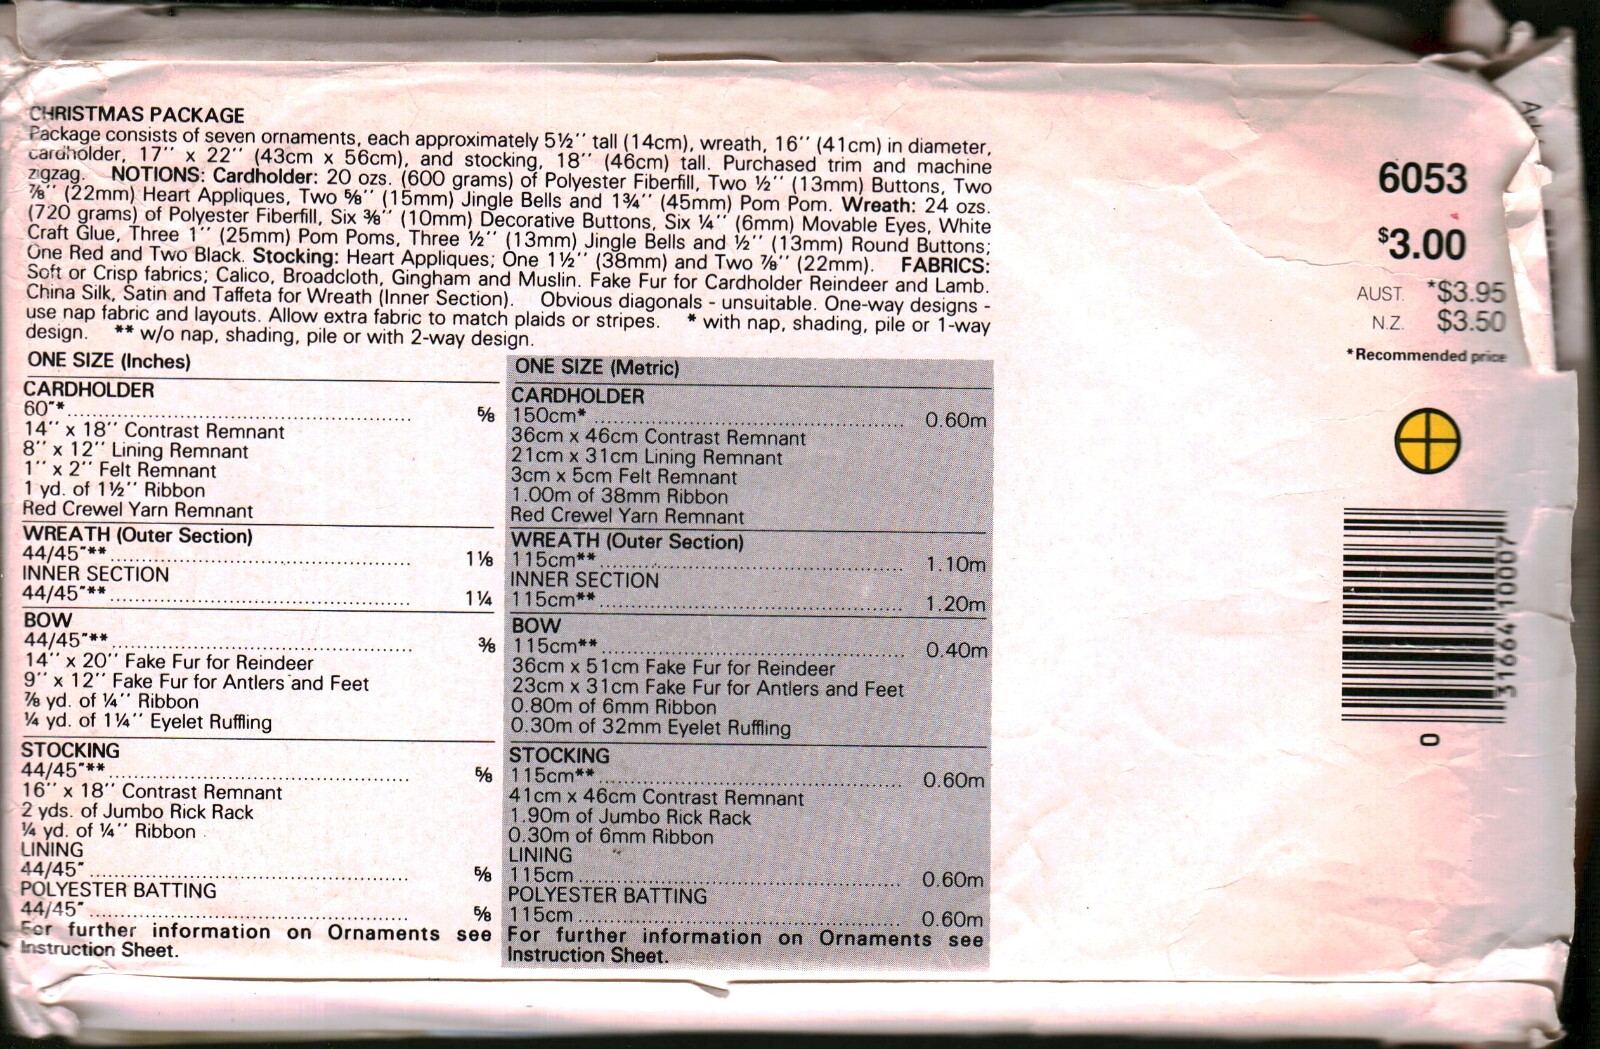 CHRISTMAS PACKAGE
Package consists of seven ornaments, each approximately 5½'' tall (14cm), wreath, 16'' (41cm) in diameter,
cardholder, 17'' x 22'' (43cm x 56cm), and stocking, 18'' (46cm) tall. Purchased trim and machine
zigzag. NOTIONS: Cardholder: 20 ozs. (600 grams) of Polyester Fiberfill, Two ½'' (13mm) Buttons, Two
⅞'' (22mm) Heart Appliques, Two ⅝'' (15mm) Jingle Bells and 1¾'' (45mm) Pom Pom. Wreath: 24 ozs.
(720 grams) of Polyester Fiberfill, Six ⅜'' (10mm) Decorative Buttons, Six ¼'' (6mm) Movable Eyes, White
Craft Glue, Three 1'' (25mm) Pom Poms, Three ½'' (13mm) Jingle Bells and ½'' (13mm) Round Buttons;
One Red and Two Black. Stocking: Heart Appliques; One 1½'' (38mm) and Two ⅞'' (22mm). FABRICS:
Soft or Crisp fabrics; Calico, Broadcloth, Gingham and Muslin. Fake Fur for Cardholder Reindeer and Lamb.
China Silk, Satin and Taffeta for Wreath (Inner Section). Obvious diagonals - unsuitable. One-way designs -
use nap fabric and layouts. Allow extra fabric to match plaids or stripes. * with nap, shading, pile or 1-way
design. ** w/o nap, shading, pile or with 2-way design.
ONE SIZE (Inches)
CARDHOLDER
60"* ⅝
14'' x 18'' Contrast Remnant
8'' x 12'' Lining Remnant
1'' x 2'' Felt Remnant
1 yd. of 1½'' Ribbon
Red Crewel Yarn Remnant
WREATH (Outer Section)
44/45"** 1⅛
INNER SECTION
44/45"** 1¼
BOW
44/45"** ⅜
14'' x 20'' Fake Fur for Reindeer
9'' x 12'' Fake Fur for Antlers and Feet
⅞ yd. of ¼'' Ribbon
¼ yd. of 1¼'' Eyelet Ruffling
STOCKING
44/45"** ⅝
16'' x 18'' Contrast Remnant
2 yds. of Jumbo Rick Rack
¼ yd. of ¼'' Ribbon
LINING
44/45" ⅝
POLYESTER BATTING
44/45" ⅝
For further information on Ornaments see
Instruction Sheet.
ONE SIZE (Metric)
CARDHOLDER
150cm* 0.60m
36cm x 46cm Contrast Remnant
21cm x 31cm Lining Remnant
3cm x 5cm Felt Remnant
1.00m of 38mm Ribbon
Red Crewel Yarn Remnant
WREATH (Outer Section)
115cm** 1.10m
INNER SECTION
115cm** 1.20m
BOW
115cm** 0.40m
36cm x 51cm Fake Fur for Reindeer
23cm x 31cm Fake Fur for Antlers and Feet
0.80m of 6mm Ribbon
0.30m of 32mm Eyelet Ruffling
STOCKING
115cm** 0.60m
41cm x 46cm Contrast Remnant
1.90m of Jumbo Rick Rack
0.30m of 6mm Ribbon
LINING
115cm 0.60m
POLYESTER BATTING
115cm 0.60m
For further information on Ornaments see
Instruction Sheet.
6053
$3.00
AUST. *$3.95
N.Z. $3.50
*Recommended price
31664 10007
0